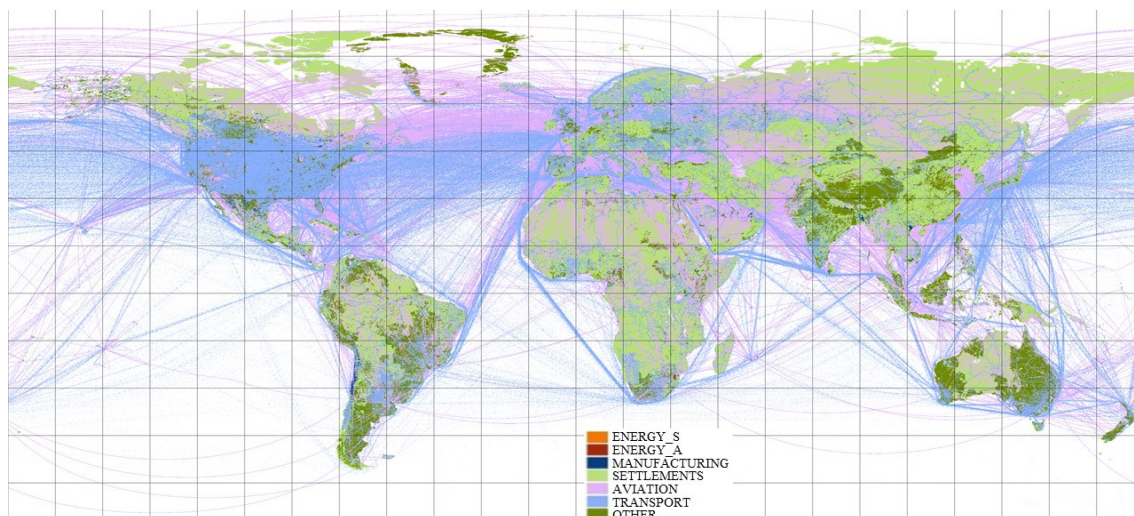 ENERGY_S
ENERGY_A
MANUFACTURING
SETTLEMENTS
AVIATION
TRANSPORT
OTHER